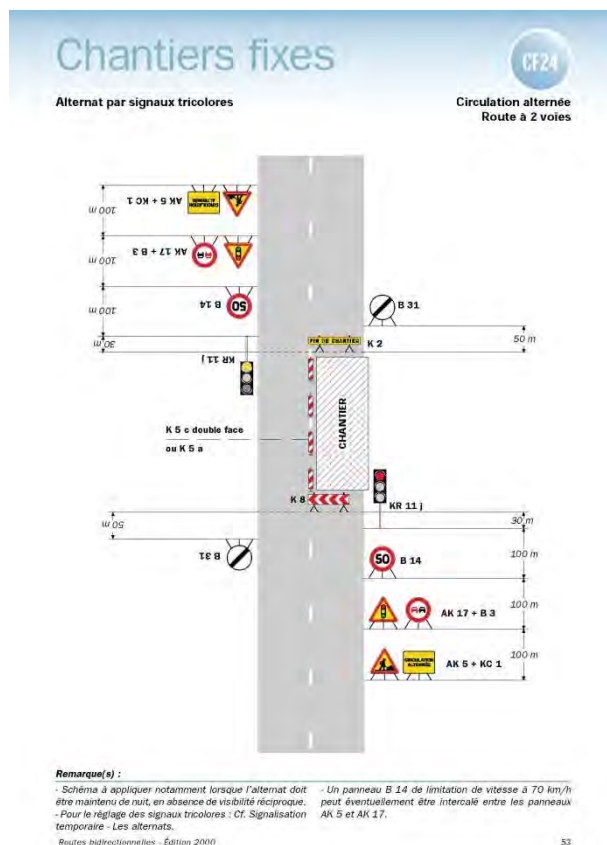 Chantiers fixes
CF24
Alternat par signaux tricolores
Circulation alternée
Route à 2 voies
100 m
AK 5 + KC 1
CIRCULATION
ALTERNÉE
100 m
AK 17 + B 3
100 m
B 14
50
30 m
KR 11 j
B 31
FIN DE CHANTIER
K 2
50 m
K 5 c double face
ou K 5 a
CHANTIER
K 8
KR 11 j
30 m
50 m
B 31
50
B 14
100 m
AK 17 + B 3
100 m
CIRCULATION
ALTERNÉE
AK 5 + KC 1
100 m
Remarque(s) :
- Schéma à appliquer notamment lorsque l'alternat doit
être maintenu de nuit, en absence de visibilité réciproque.
- Pour le réglage des signaux tricolores : Cf. Signalisation
temporaire - Les alternats.
- Un panneau B 14 de limitation de vitesse à 70 km/h
peut éventuellement être intercalé entre les panneaux
AK 5 et AK 17.
Routes bidirectionnelles - Édition 2000
53